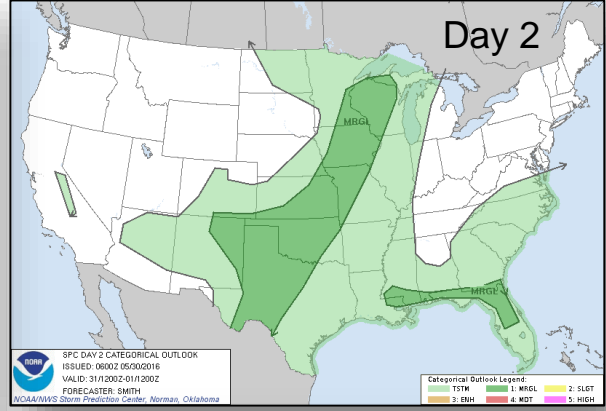 Day 2
MRGL
MRGL
NOAA
SPC DAY 2 CATEGORICAL OUTLOOK
ISSUED: 0600Z 05/30/2016
VALID: 31/1200Z-01/1200Z
FORECASTER: SMITH
NOAA/NWS Storm Prediction Center, Norman, Oklahoma
Categorical Outlook Legend:
TSTM 1: MRGL 2: SLGT
3: ENH 4: MDT 5: HIGH